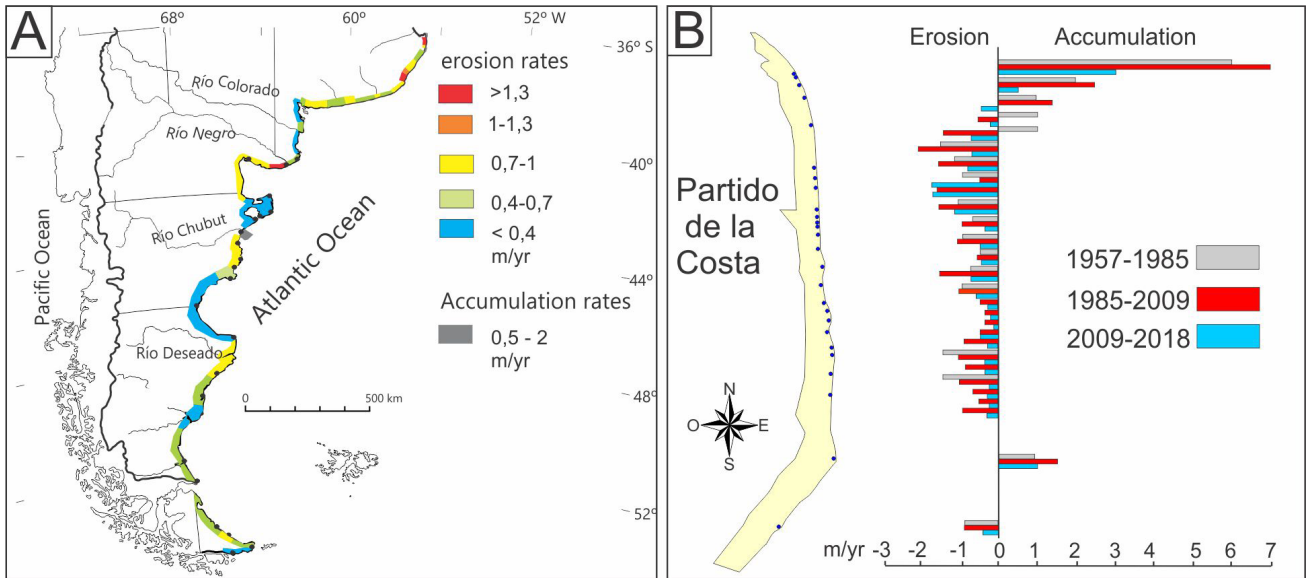 A
68º
60º
52º W
36º S
40º
44º
48º
52º
Río Colorado
Río Negro
Río Chubut
Río Deseado
Pacific Ocean
Atlantic Ocean
erosion rates
>1,3
1-1,3
0,7-1
0,4-0,7
< 0,4
m/yr
Accumulation rates
0,5 - 2
m/yr
0 500 km
B
Erosion Accumulation
Partido
de la
Costa
N
O E
S
1957-1985
1985-2009
2009-2018
m/yr -3 -2 -1 0 1 2 3 4 5 6 7